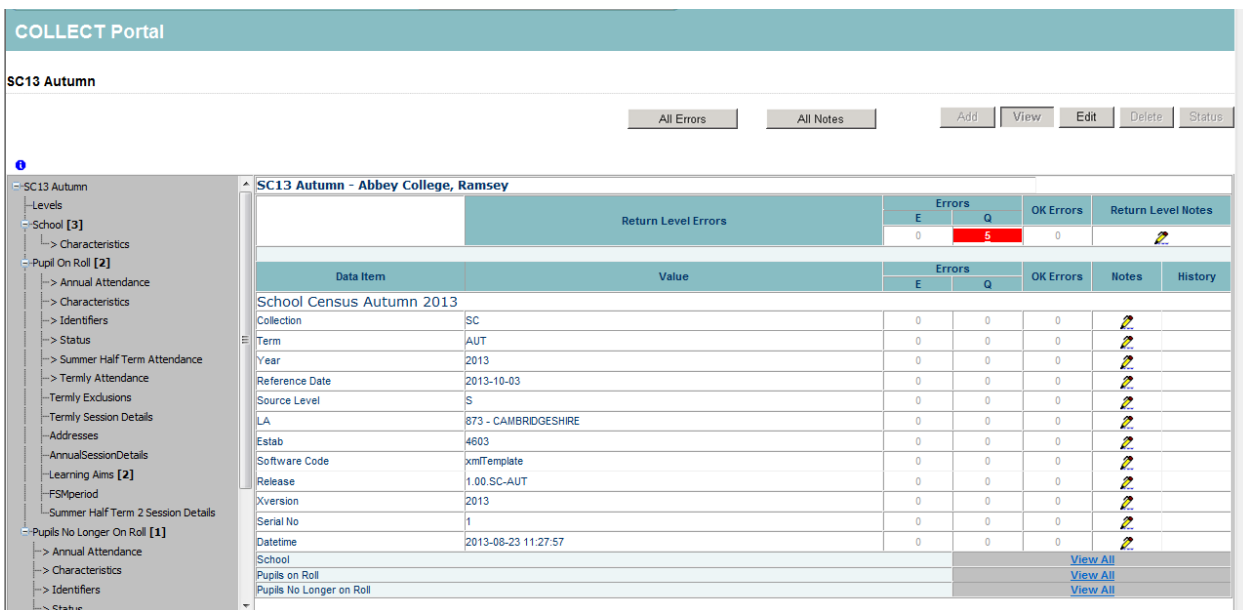 COLLECT Portal
SC13 Autumn
All Errors All Notes Add View Edit Delete Status
SC13 Autumn
Levels
School [3]
> Characteristics
Pupil On Roll [2]
> Annual Attendance
> Characteristics
> Identifiers
> Status
> Summer Half Term Attendance
> Termly Attendance
Termly Exclusions
Termly Session Details
Addresses
AnnualSessionDetails
Learning Aims [2]
FSMperiod
Summer Half Term 2 Session Details
Pupils No Longer On Roll [1]
> Annual Attendance
> Characteristics
> Identifiers
> Status
SC13 Autumn - Abbey College, Ramsey
Return Level Errors Errors OK Errors Return Level Notes
E Q
0 5 0
Data Item Value Errors OK Errors Notes History
E Q
School Census Autumn 2013
Collection SC 0 0 0
Term AUT 0 0 0
Year 2013 0 0 0
Reference Date 2013-10-03 0 0 0
Source Level S 0 0 0
LA 873 - CAMBRIDGESHIRE 0 0 0
Estab 4603 0 0 0
Software Code xmlTemplate 0 0 0
Release 1.00.SC-AUT 0 0 0
Xversion 2013 0 0 0
Serial No 1 0 0 0
Datetime 2013-08-23 11:27:57 0 0 0
School View All
Pupils on Roll View All
Pupils No Longer on Roll View All